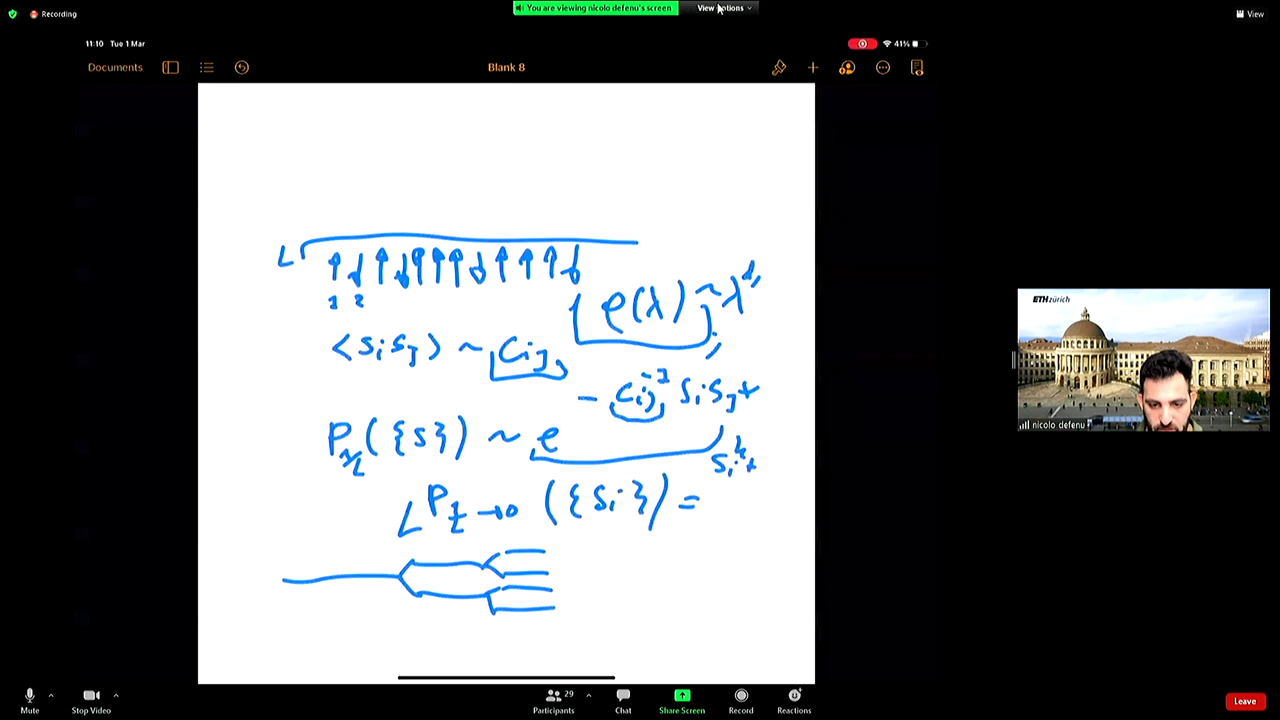 Recording
You are viewing nicolo defenu's screen
View Options
View
11:10 Tue 1 Mar
41%
Documents
Blank 8
L
1 2
ρ(λ) ~ λ
<S_i S_J> ~ C_iJ
- C_ij^-1 S_i S_J +
P ({S}) ~ e
S_i^4 +
P_t→∞ ({S_i}) =
ETH zürich
nicolo defenu
Mute
Stop Video
Participants
29
Chat
Share Screen
Record
Reactions
Leave